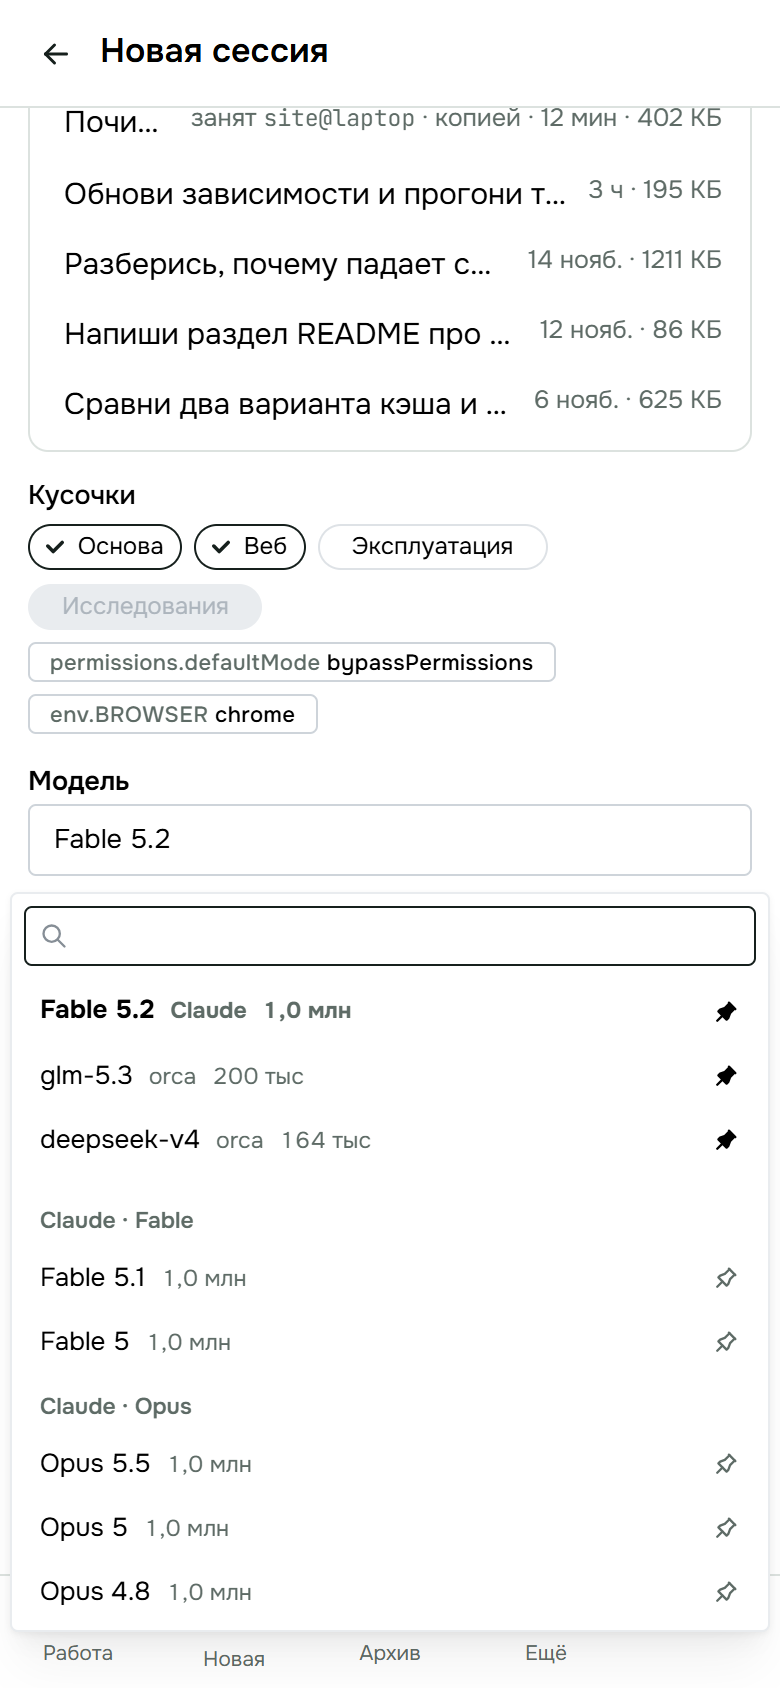 Новая сессия
Почи... занят site@laptop · копией · 12 мин · 402 КБ
Обнови зависимости и прогони т... 3 ч · 195 КБ
Разберись, почему падает с... 14 нояб. · 1211 КБ
Напиши раздел README про ... 12 нояб. · 86 КБ
Сравни два варианта кэша и ... 6 нояб. · 625 КБ
Кусочки
Основа Веб Эксплуатация
Исследования
permissions.defaultMode bypassPermissions
env.BROWSER chrome
Модель
Fable 5.2
Fable 5.2 Claude 1,0 млн
glm-5.3 orca 200 тыс
deepseek-v4 orca 164 тыс
Claude · Fable
Fable 5.1 1,0 млн
Fable 5 1,0 млн
Claude · Opus
Opus 5.5 1,0 млн
Opus 5 1,0 млн
Opus 4.8 1,0 млн
Работа Новая Архив Ещё